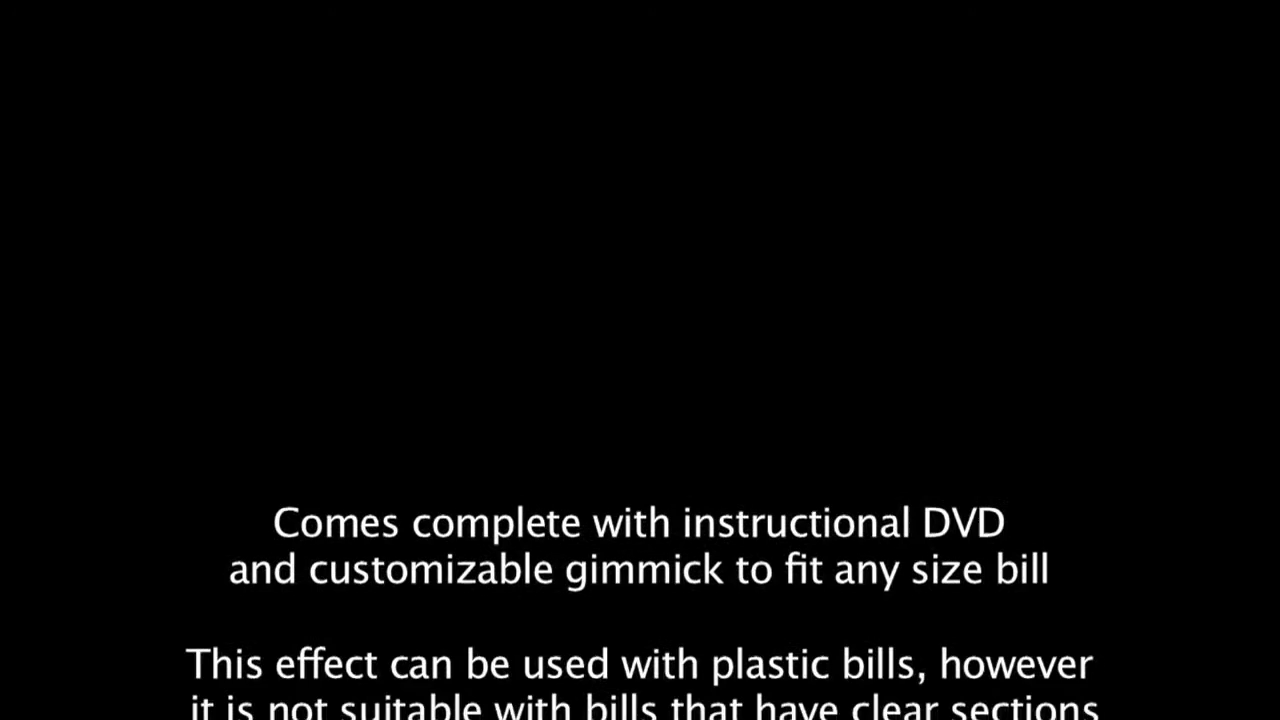 Comes complete with instructional DVD
and customizable gimmick to fit any size bill
This effect can be used with plastic bills, however
it is not suitable with bills that have clear sections